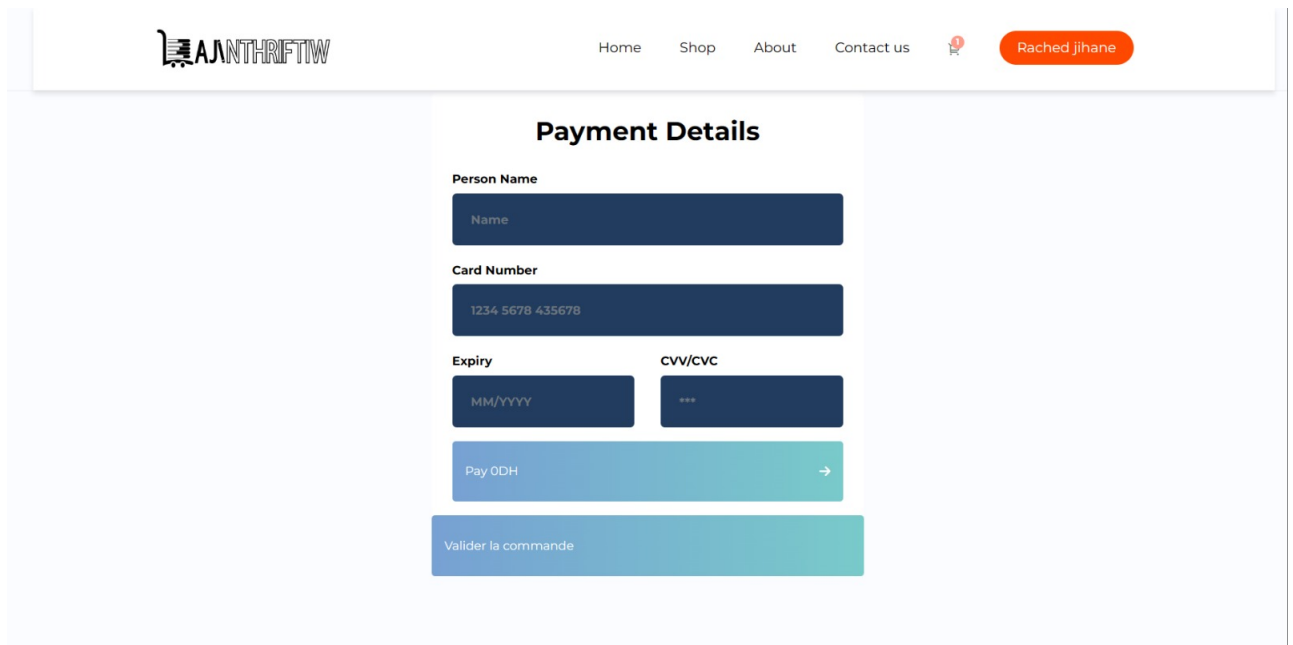 AJINTHRIFTIW Home Shop About Contact us 1 Rached jihane
Payment Details
Person Name
Name
Card Number
1234 5678 435678
Expiry CVV/CVC
MM/YYYY ***
Pay 0DH →
Valider la commande